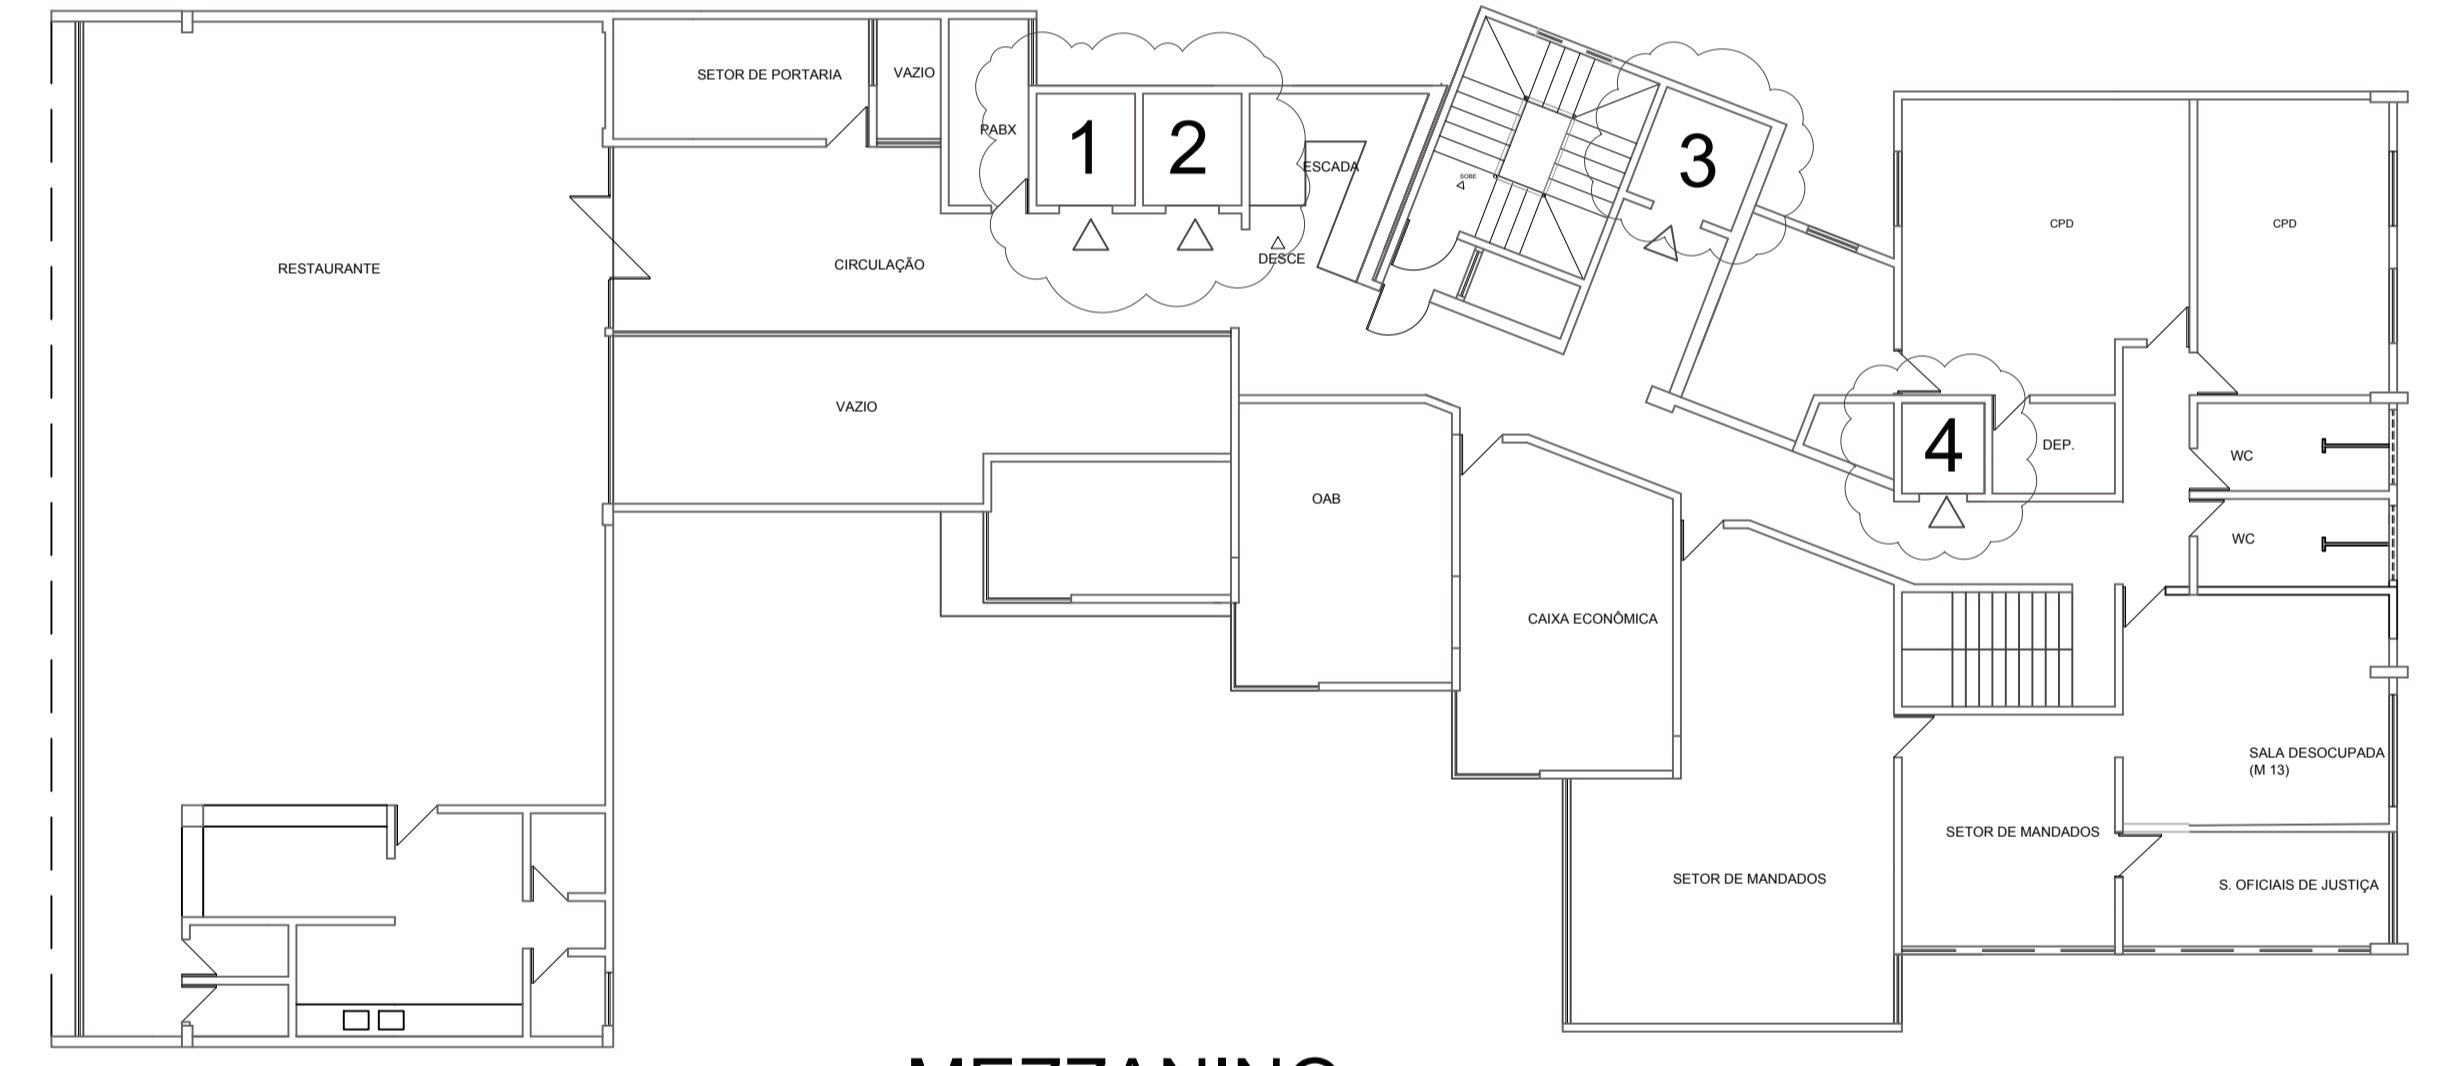 SETOR DE PORTARIA
VAZIO
PABX
1
2
ESCADA
SOBE
3
CPD
CPD
RESTAURANTE
CIRCULAÇÃO
DESCE
VAZIO
OAB
4
DEP.
WC
WC
CAIXA ECONÔMICA
SALA DESOCUPADA
(M 13)
SETOR DE MANDADOS
SETOR DE MANDADOS
S. OFICIAIS DE JUSTIÇA
MEZZANINO